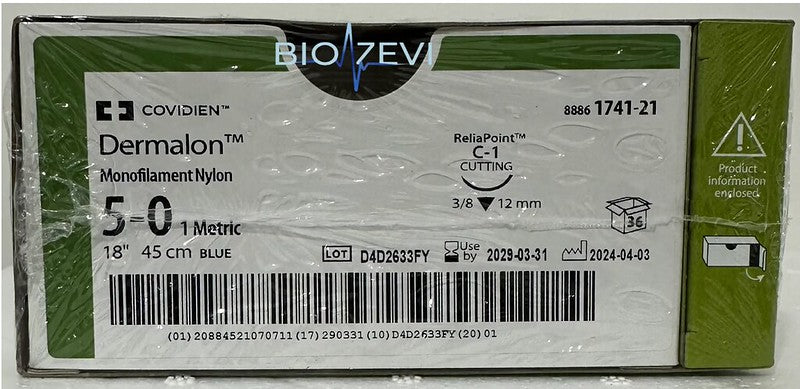 BIOZEVI
COVIDIEN™
8886 1741-21
Dermalon™
Monofilament Nylon
5-0 1 Metric
18" 45 cm BLUE
ReliaPoint™
C-1
CUTTING
3/8 12 mm
36
LOT D4D2633FY Use by 2029-03-31 2024-04-03
(01)20884521070711(17)290331(10)D4D2633FY(20)01
Product
information
enclosed